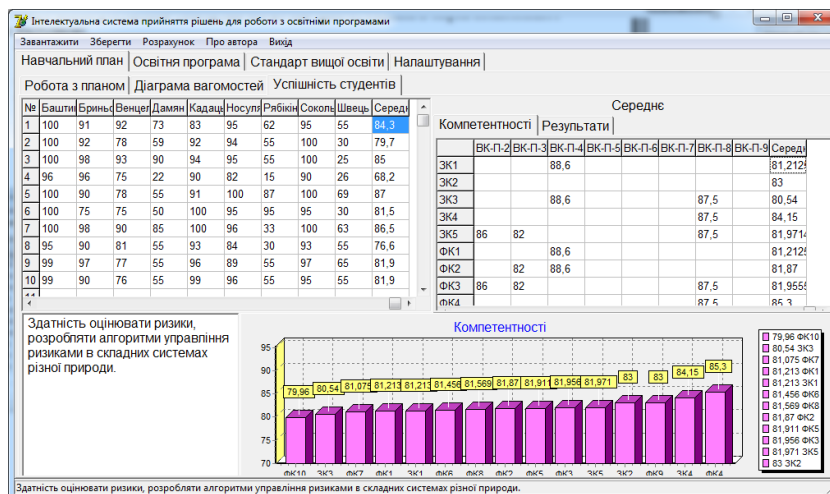 Інтелектуальна система прийняття рішень для роботи з освітніми програмами
Завантажити Зберегти Розрахунок Про автора Вихід
Навчальний план Освітня програма Стандарт вищої освіти Налаштування
Робота з планом Діаграма вагомостей Успішність студентів
№ Башти Бринь Венце Дамян Кадац Носул Рябікін Соколь Швець Середн
1 100 91 92 73 83 95 62 95 55 84,3
2 100 92 78 59 92 94 55 100 30 79,7
3 100 98 93 90 94 95 55 100 25 85
4 96 96 75 22 90 82 15 90 26 68,2
5 100 90 78 55 91 100 87 100 69 87
6 100 75 75 50 100 95 95 95 30 81,5
7 100 98 90 85 100 96 33 100 63 86,5
8 95 90 81 55 93 84 30 93 55 76,6
9 99 97 77 55 96 89 55 97 65 81,9
10 99 90 76 55 99 96 55 95 55 81,9
Середнє
Компетентності Результати
ВК-П-2 ВК-П-3 ВК-П-4 ВК-П-5 ВК-П-6 ВК-П-7 ВК-П-8 ВК-П-9 Середн
ЗК1 88,6 81,2125
ЗК2 83
ЗК3 88,6 87,5 80,54
ЗК4 87,5 84,15
ЗК5 86 82 87,5 81,9714
ФК1 88,6 81,2125
ФК2 82 88,6 81,87
ФК3 86 82 87,5 81,9555
ФК4 87,5 85,3
Здатність оцінювати ризики,
розробляти алгоритми управління
ризиками в складних системах
різної природи.
Компетентності
95
90
85
80
75
70
79,96 80,54 81,075 81,213 81,213 81,456 81,569 81,87 81,911 81,956 81,971 83 83 84,15 85,3
ФК10 ЗК3 ФК7 ФК1 ЗК1 ФК6 ФК8 ФК2 ФК5 ФК3 ЗК5 ЗК2 ФК9 ЗК4 ФК4
79,96 ФК10
80,54 ЗК3
81,075 ФК7
81,213 ФК1
81,213 ЗК1
81,456 ФК6
81,569 ФК8
81,87 ФК2
81,911 ФК5
81,956 ФК3
81,971 ЗК5
83 ЗК2
Здатність оцінювати ризики, розробляти алгоритми управління ризиками в складних системах різної природи.